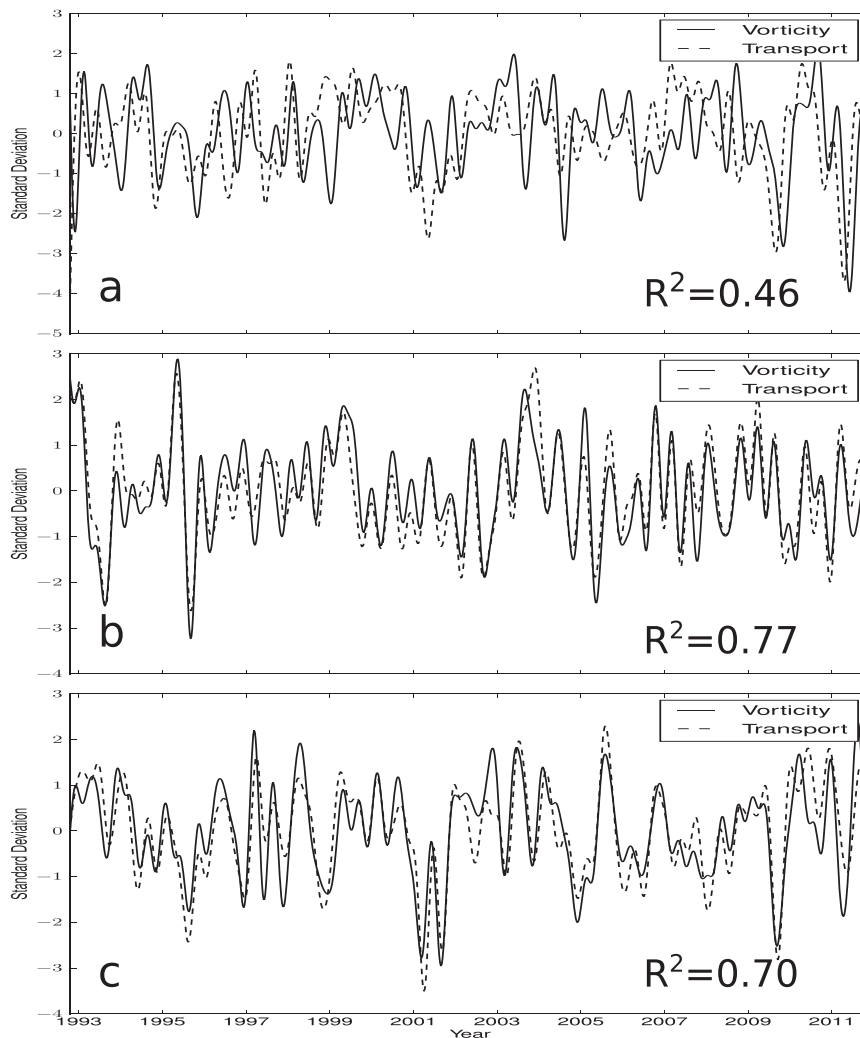 3
2
1
0
−1
−2
−3
−4
−5
Standard Deviation
Vorticity
Transport
a
R²=0.46
3
2
1
0
−1
−2
−3
−4
Standard Deviation
Vorticity
Transport
b
R²=0.77
3
2
1
0
−1
−2
−3
−4
Standard Deviation
Vorticity
Transport
c
R²=0.70
1993 1995 1997 1999 2001 2003 2005 2007 2009 2011
Year